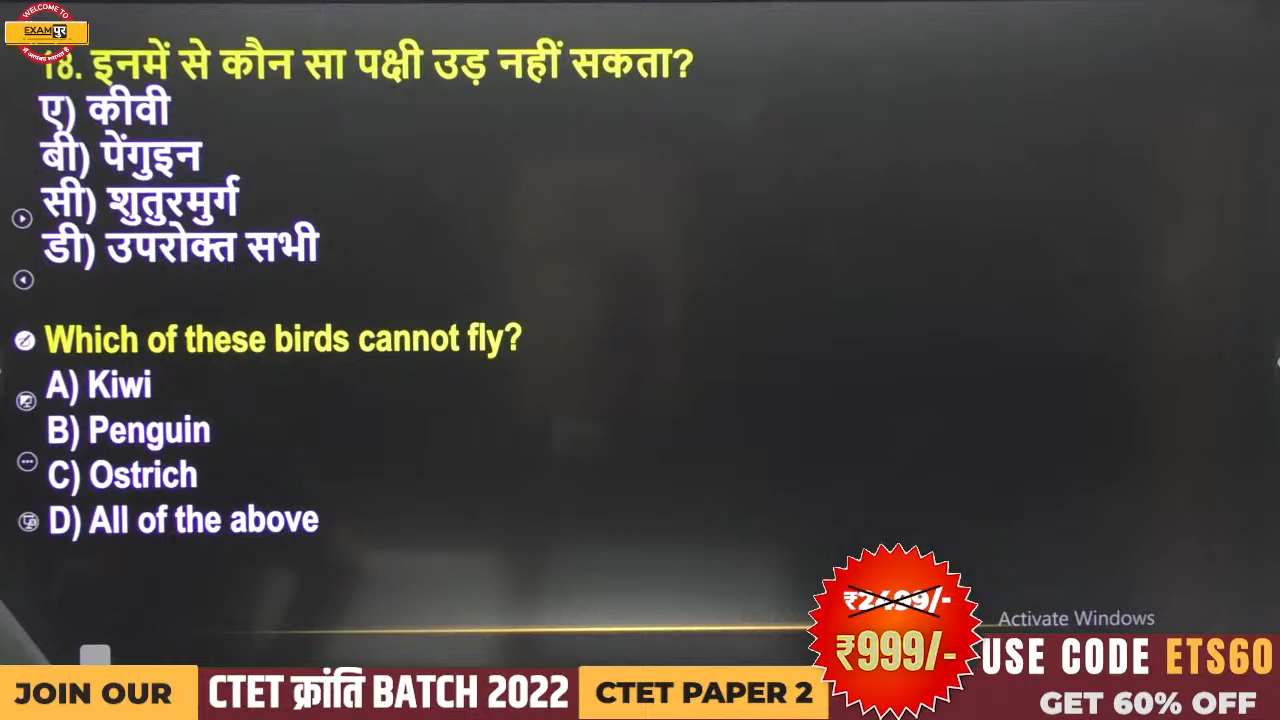 WELCOME TO
EXAMपुर
18. इनमें से कौन सा पक्षी उड़ नहीं सकता?
ए) कीवी
बी) पेंगुइन
सी) शुतुरमुर्ग
डी) उपरोक्त सभी
Which of these birds cannot fly?
A) Kiwi
B) Penguin
C) Ostrich
D) All of the above
₹2499/-
₹999/-
Activate Windows
USE CODE ETS60
GET 60% OFF
JOIN OUR
CTET क्रांति BATCH 2022
CTET PAPER 2